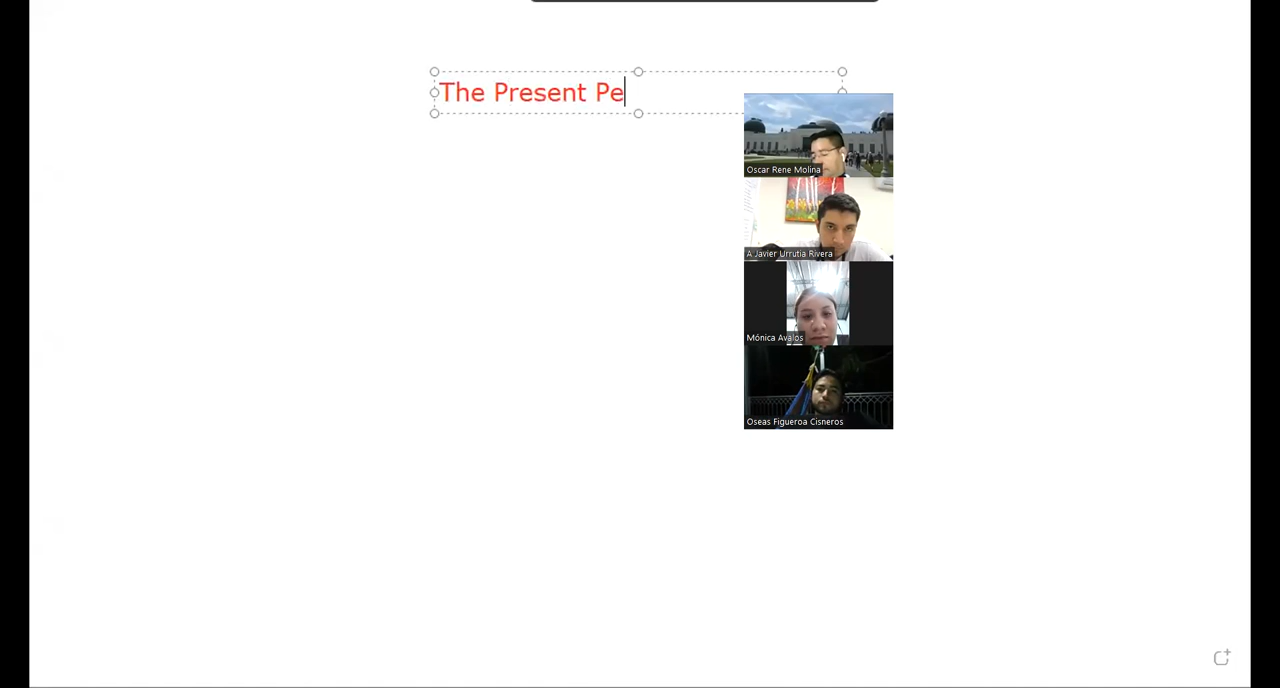 The Present Pe
Oscar Rene Molina
A Javier Urrutia Rivera
Mónica Avalos
Oseas Figueroa Cisneros